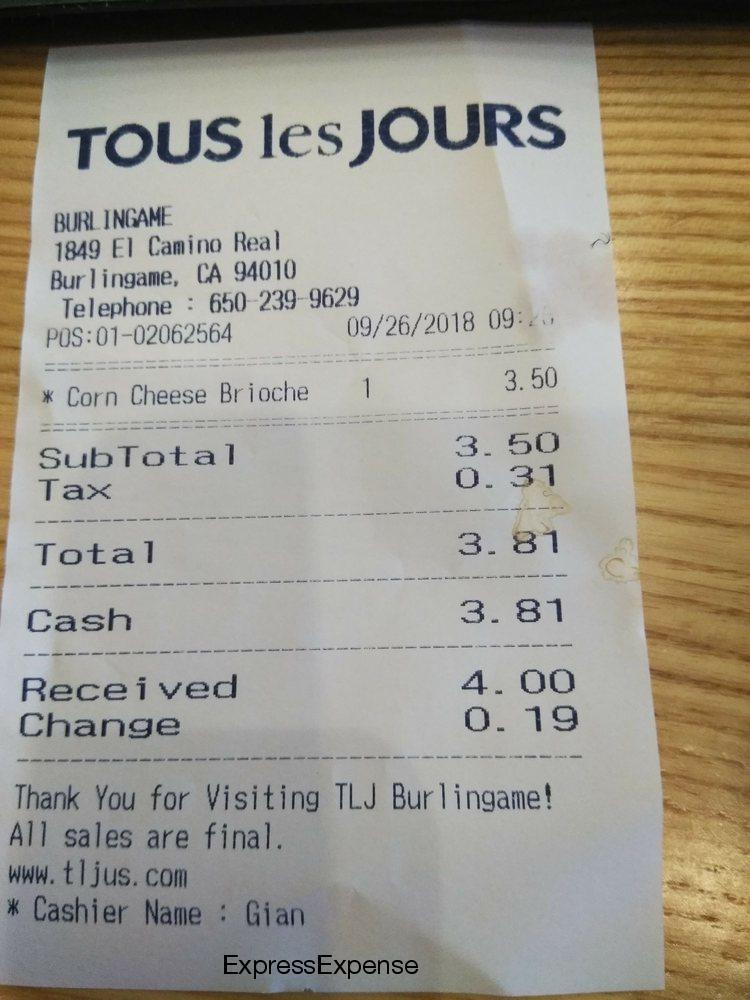 TOUS les JOURS
BURLINGAME
1849 El Camino Real
Burlingame, CA 94010
Telephone : 650-239-9629
POS:01-02062564 09/26/2018
* Corn Cheese Brioche 1 3.50
SubTotal 3.50
Tax 0.31
Total 3.81
Cash 3.81
Received 4.00
Change 0.19
Thank You for Visiting TLJ Burlingame!
All sales are final.
www.tljus.com
* Cashier Name : Gian
ExpressExpense